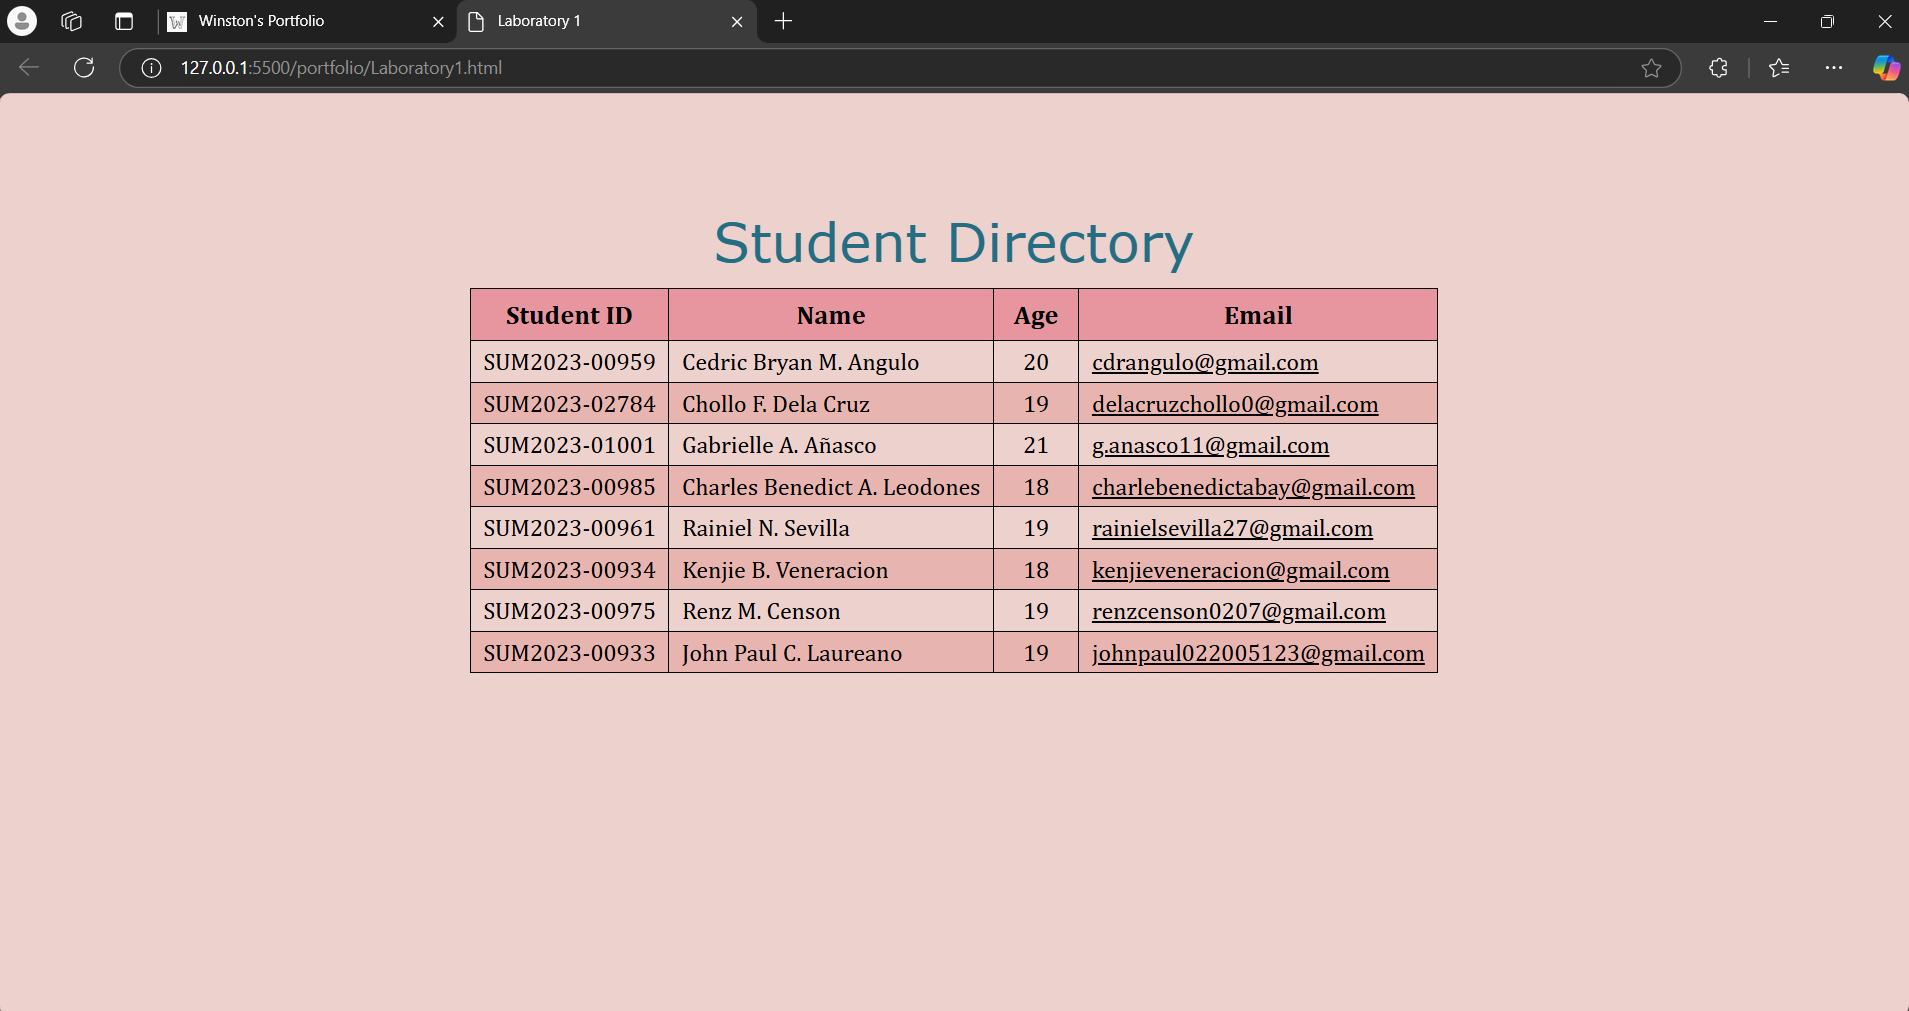 Winston's Portfolio Laboratory 1
127.0.0.1:5500/portfolio/Laboratory1.html
Student Directory
Student ID Name Age Email
SUM2023-00959 Cedric Bryan M. Angulo 20 cdrangulo@gmail.com
SUM2023-02784 Chollo F. Dela Cruz 19 delacruzchollo0@gmail.com
SUM2023-01001 Gabrielle A. Añasco 21 g.anasco11@gmail.com
SUM2023-00985 Charles Benedict A. Leodones 18 charlebenedictabay@gmail.com
SUM2023-00961 Rainiel N. Sevilla 19 rainielsevilla27@gmail.com
SUM2023-00934 Kenjie B. Veneracion 18 kenjieveneracion@gmail.com
SUM2023-00975 Renz M. Censon 19 renzcenson0207@gmail.com
SUM2023-00933 John Paul C. Laureano 19 johnpaul022005123@gmail.com